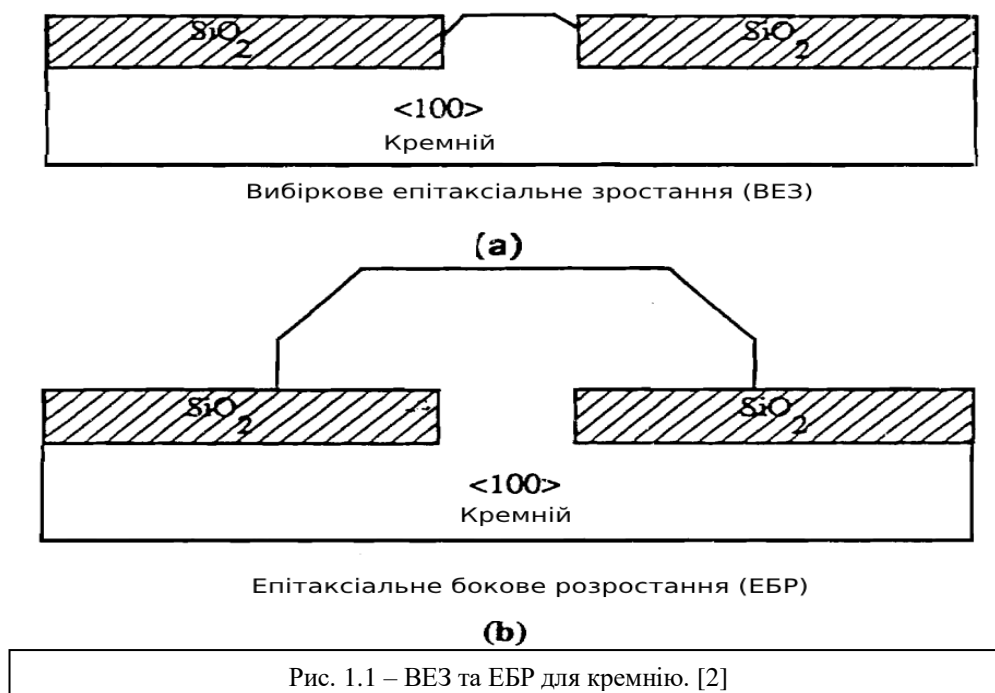 SiO2 SiO2
<100>
Кремній
Вибіркове епітаксіальне зростання (ВЕЗ)
(a)
SiO2 SiO2
<100>
Кремній
Епітаксіальне бокове розростання (ЕБР)
(b)
Рис. 1.1 – ВЕЗ та ЕБР для кремнію. [2]